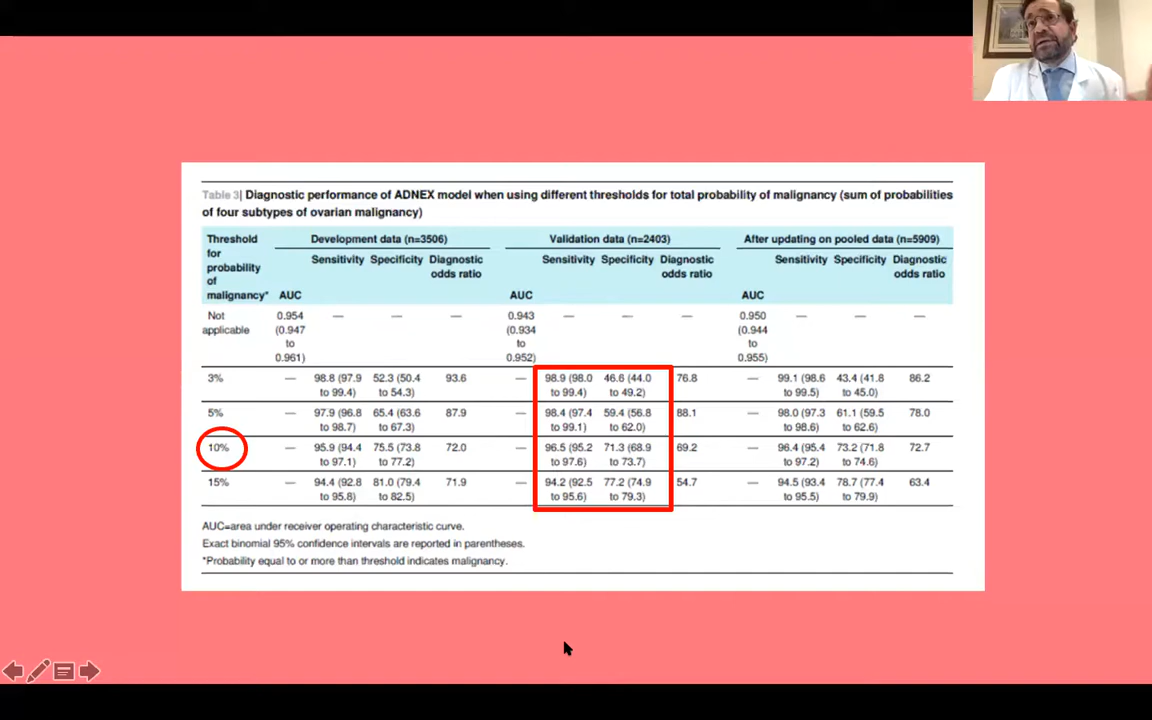 Table 3| Diagnostic performance of ADNEX model when using different thresholds for total probability of malignancy (sum of probabilities
of four subtypes of ovarian malignancy)
Threshold for probability of malignancy* Development data (n=3506) Validation data (n=2403) After updating on pooled data (n=5909)
AUC Sensitivity Specificity Diagnostic odds ratio AUC Sensitivity Specificity Diagnostic odds ratio AUC Sensitivity Specificity Diagnostic odds ratio
Not applicable 0.954 (0.947 to 0.961) — — — 0.943 (0.934 to 0.952) — — — 0.950 (0.944 to 0.955) — — —
3% — 98.8 (97.9 to 99.4) 52.3 (50.4 to 54.3) 93.6 — 98.9 (98.0 to 99.4) 46.6 (44.0 to 49.2) 76.8 — 99.1 (98.6 to 99.5) 43.4 (41.8 to 45.0) 86.2
5% — 97.9 (96.8 to 98.7) 65.4 (63.6 to 67.3) 87.9 — 98.4 (97.4 to 99.1) 59.4 (56.8 to 62.0) 88.1 — 98.0 (97.3 to 98.6) 61.1 (59.5 to 62.6) 78.0
10% — 95.9 (94.4 to 97.1) 75.5 (73.8 to 77.2) 72.0 — 96.5 (95.2 to 97.6) 71.3 (68.9 to 73.7) 69.2 — 96.4 (95.4 to 97.2) 73.2 (71.8 to 74.6) 72.7
15% — 94.4 (92.8 to 95.8) 81.0 (79.4 to 82.5) 71.9 — 94.2 (92.5 to 95.6) 77.2 (74.9 to 79.3) 54.7 — 94.5 (93.4 to 95.5) 78.7 (77.4 to 79.9) 63.4
AUC=area under receiver operating characteristic curve.
Exact binomial 95% confidence intervals are reported in parentheses.
*Probability equal to or more than threshold indicates malignancy.